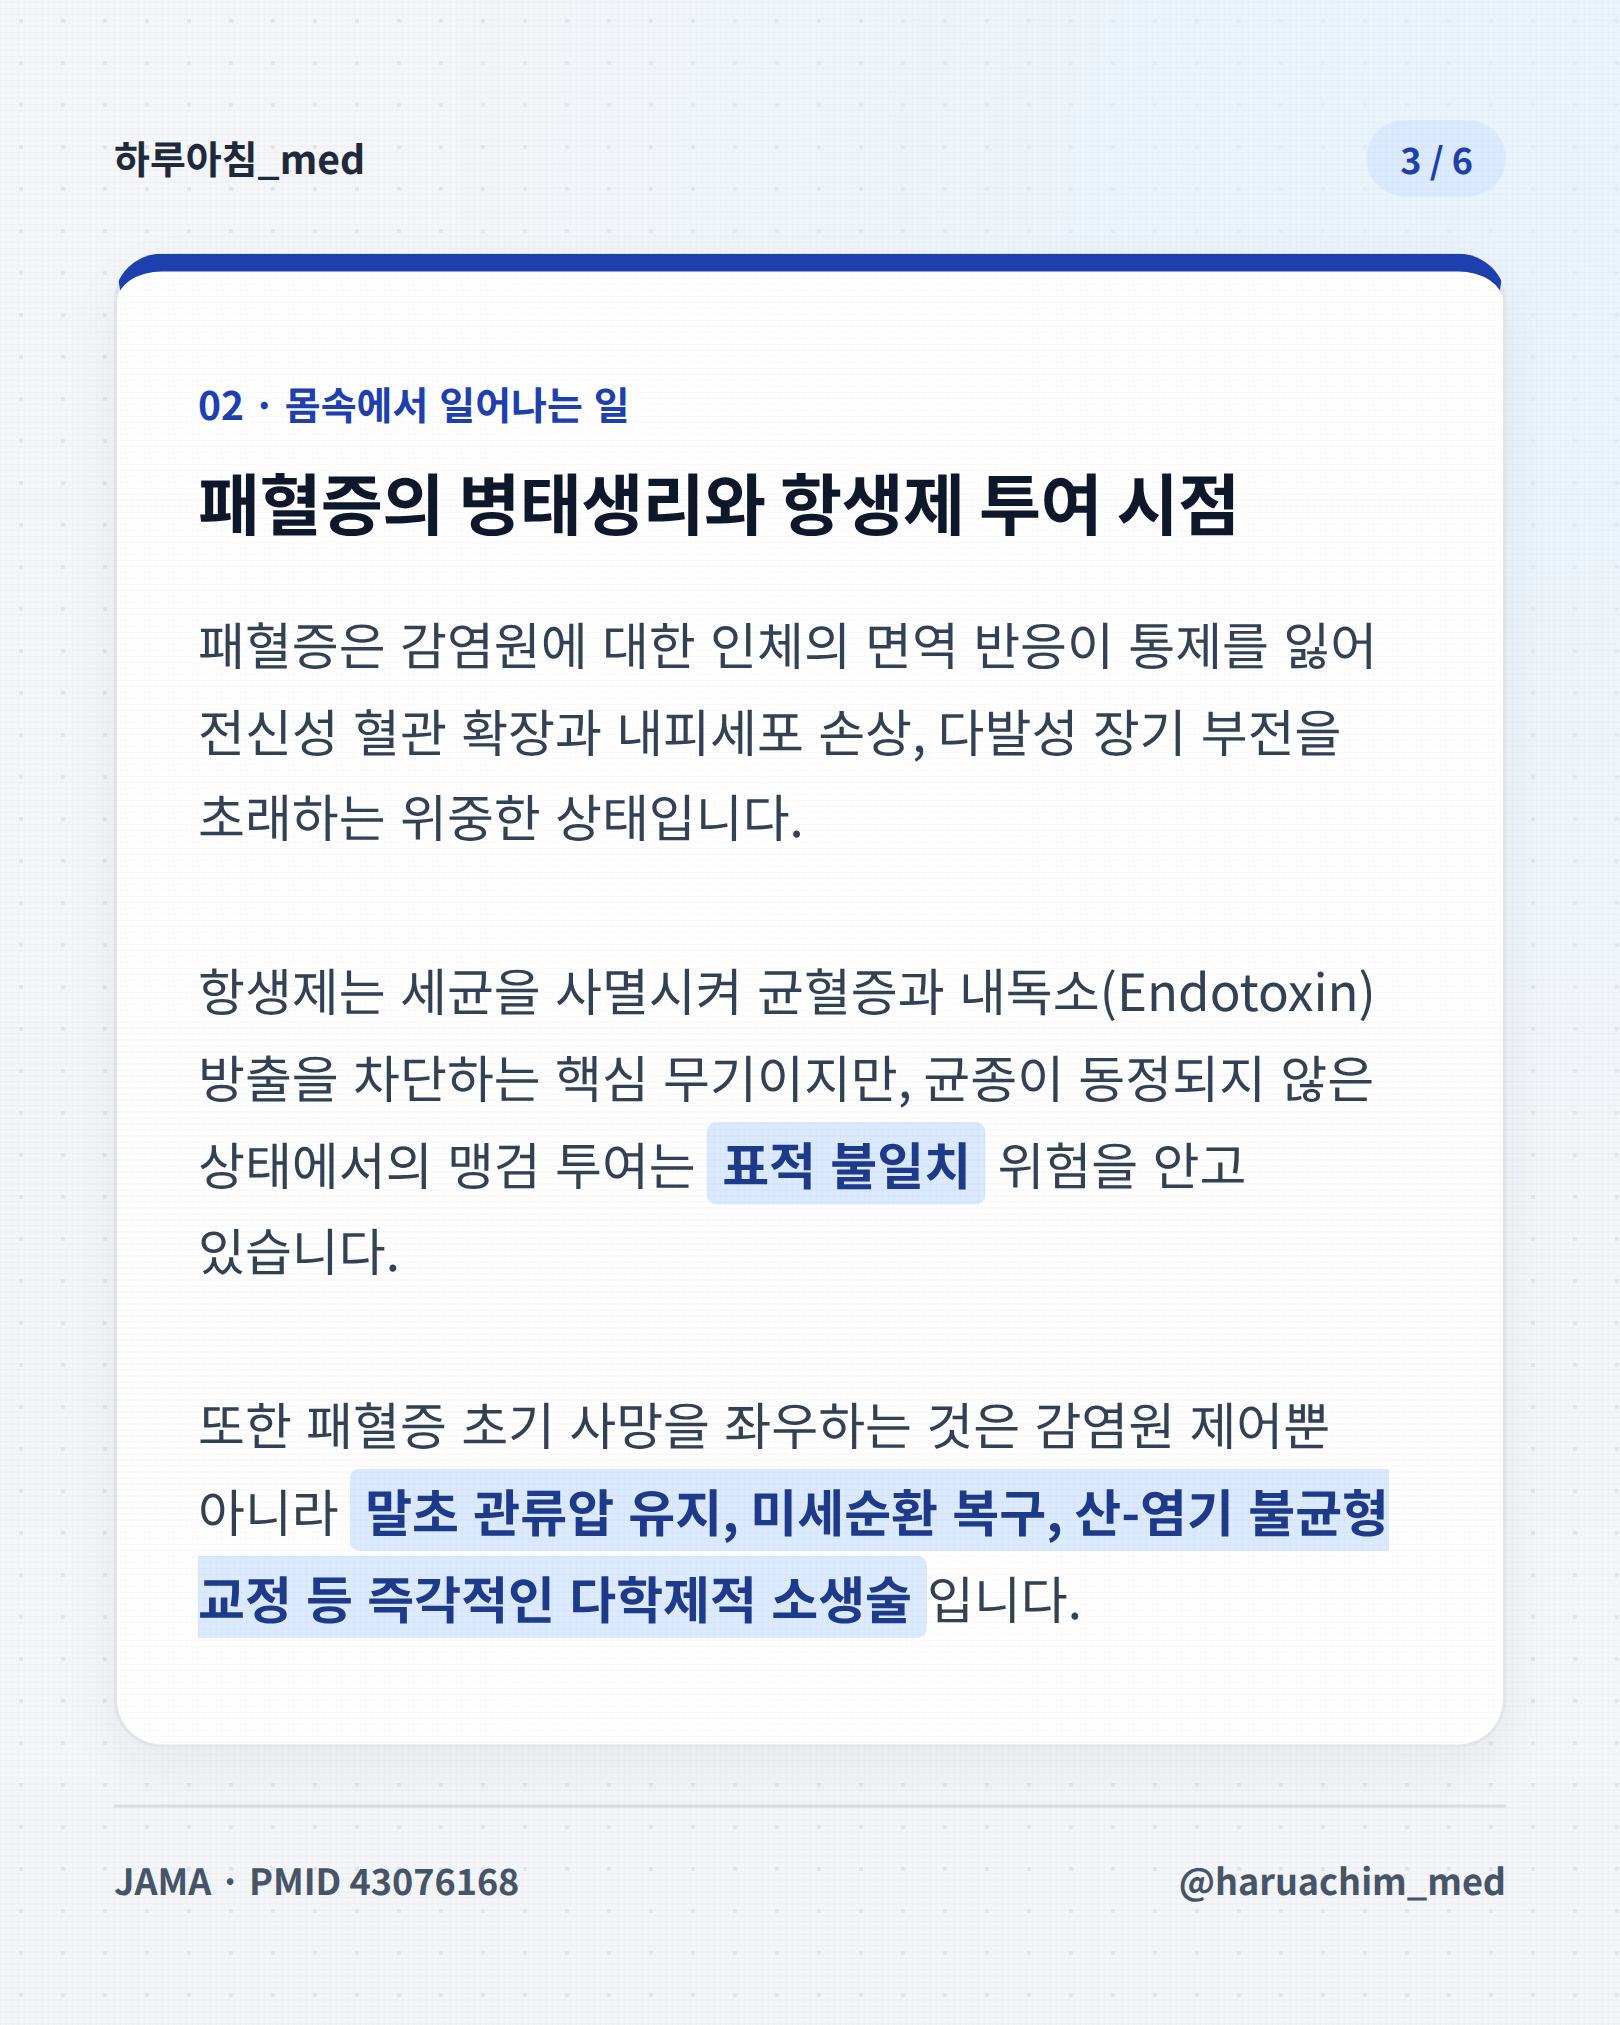 하루아침_med
3 / 6
02 · 몸속에서 일어나는 일
패혈증의 병태생리와 항생제 투여 시점
패혈증은 감염원에 대한 인체의 면역 반응이 통제를 잃어
전신성 혈관 확장과 내피세포 손상, 다발성 장기 부전을
초래하는 위중한 상태입니다.
항생제는 세균을 사멸시켜 균혈증과 내독소(Endotoxin)
방출을 차단하는 핵심 무기이지만, 균종이 동정되지 않은
상태에서의 맹검 투여는 표적 불일치 위험을 안고
있습니다.
또한 패혈증 초기 사망을 좌우하는 것은 감염원 제어뿐
아니라 말초 관류압 유지, 미세순환 복구, 산-염기 불균형
교정 등 즉각적인 다학제적 소생술 입니다.
JAMA · PMID 43076168
@haruachim_med